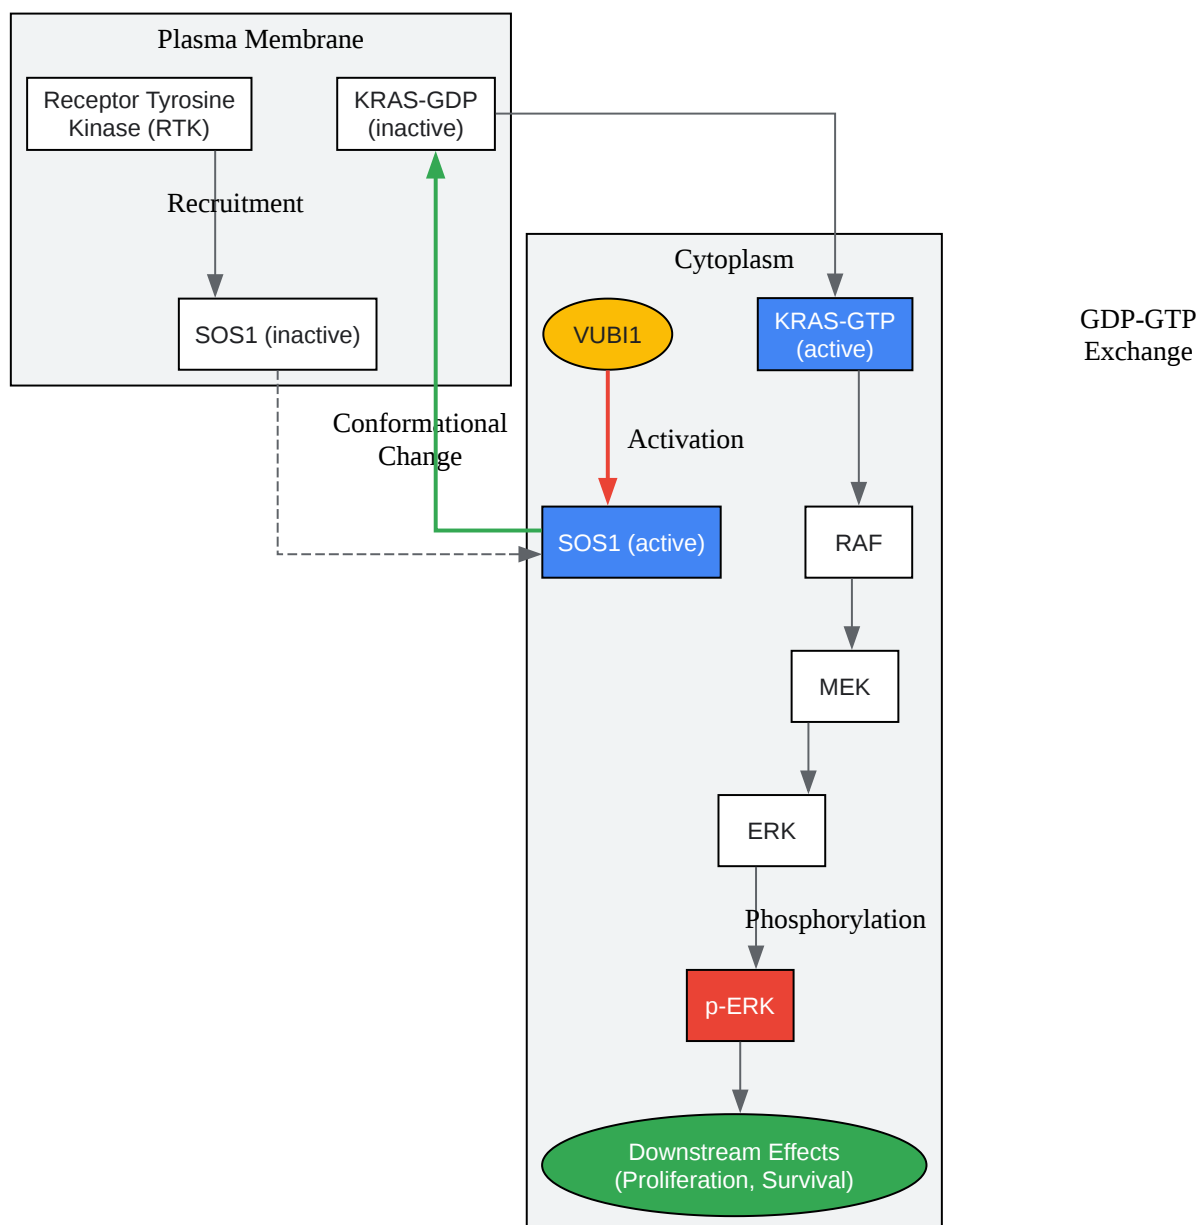 Plasma Membrane
Receptor Tyrosine
Kinase (RTK)
KRAS-GDP
(inactive)
Recruitment
SOS1 (inactive)
Cytoplasm
VUBI1
KRAS-GTP
(active)
GDP-GTP
Exchange
Conformational
Change
Activation
SOS1 (active)
RAF
MEK
ERK
Phosphorylation
p-ERK
Downstream Effects
(Proliferation, Survival)